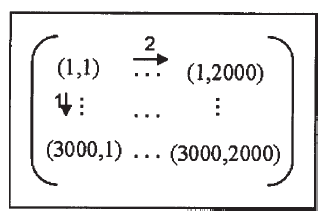 2
(1,1) ... (1,2000)
1 ⋮ ... ⋮
(3000,1) ... (3000,2000)